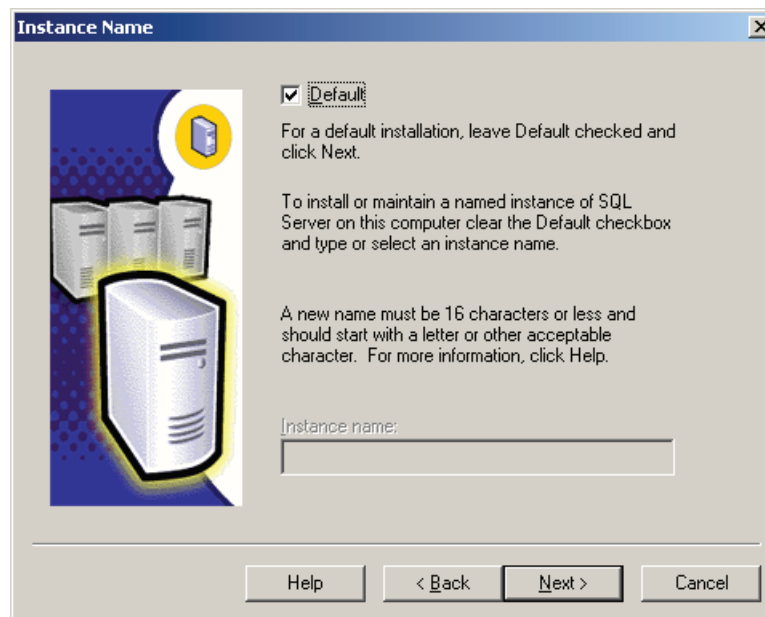 Instance Name
Default
For a default installation, leave Default checked and
click Next.
To install or maintain a named instance of SQL
Server on this computer clear the Default checkbox
and type or select an instance name.
A new name must be 16 characters or less and
should start with a letter or other acceptable
character.  For more information, click Help.
Instance name:
Help
< Back
Next >
Cancel